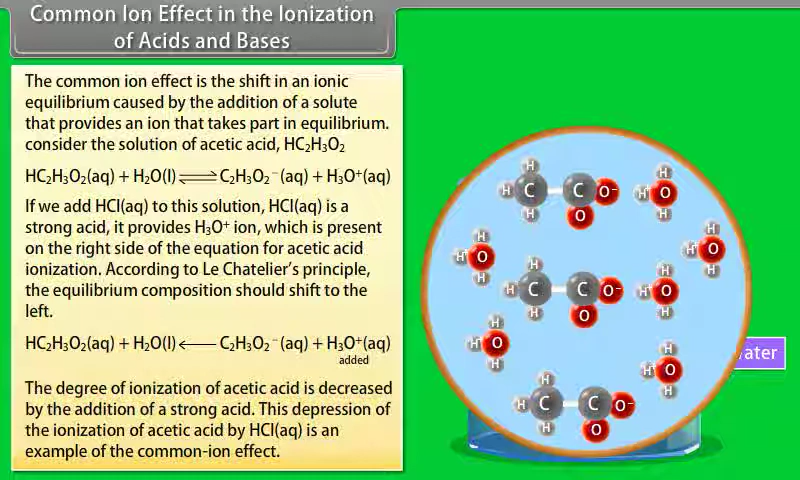 Common Ion Effect in the Ionization
of Acids and Bases
The common ion effect is the shift in an ionic
equilibrium caused by the addition of a solute
that provides an ion that takes part in equilibrium.
consider the solution of acetic acid, HC₂H₃O₂
HC₂H₃O₂(aq) + H₂O(l) ⇌ C₂H₃O₂⁻(aq) + H₃O⁺(aq)
If we add HCl(aq) to this solution, HCl(aq) is a
strong acid, it provides H₃O⁺ ion, which is present
on the right side of the equation for acetic acid
ionization. According to Le Chatelier's principle,
the equilibrium composition should shift to the
left.
HC₂H₃O₂(aq) + H₂O(l) ⟵ C₂H₃O₂⁻(aq) + H₃O⁺(aq)
added
The degree of ionization of acetic acid is decreased
by the addition of a strong acid. This depression of
the ionization of acetic acid by HCl(aq) is an
example of the common-ion effect.
H
H C C O⁻
H O
H
H⁺ O
H
H
H⁺ O
H
H
H⁺ O
H
H
H C C O⁻
H O
H
H⁺ O
H
H
H⁺ O
H
H
H⁺ O
H
H
H C C O⁻
H O
ater